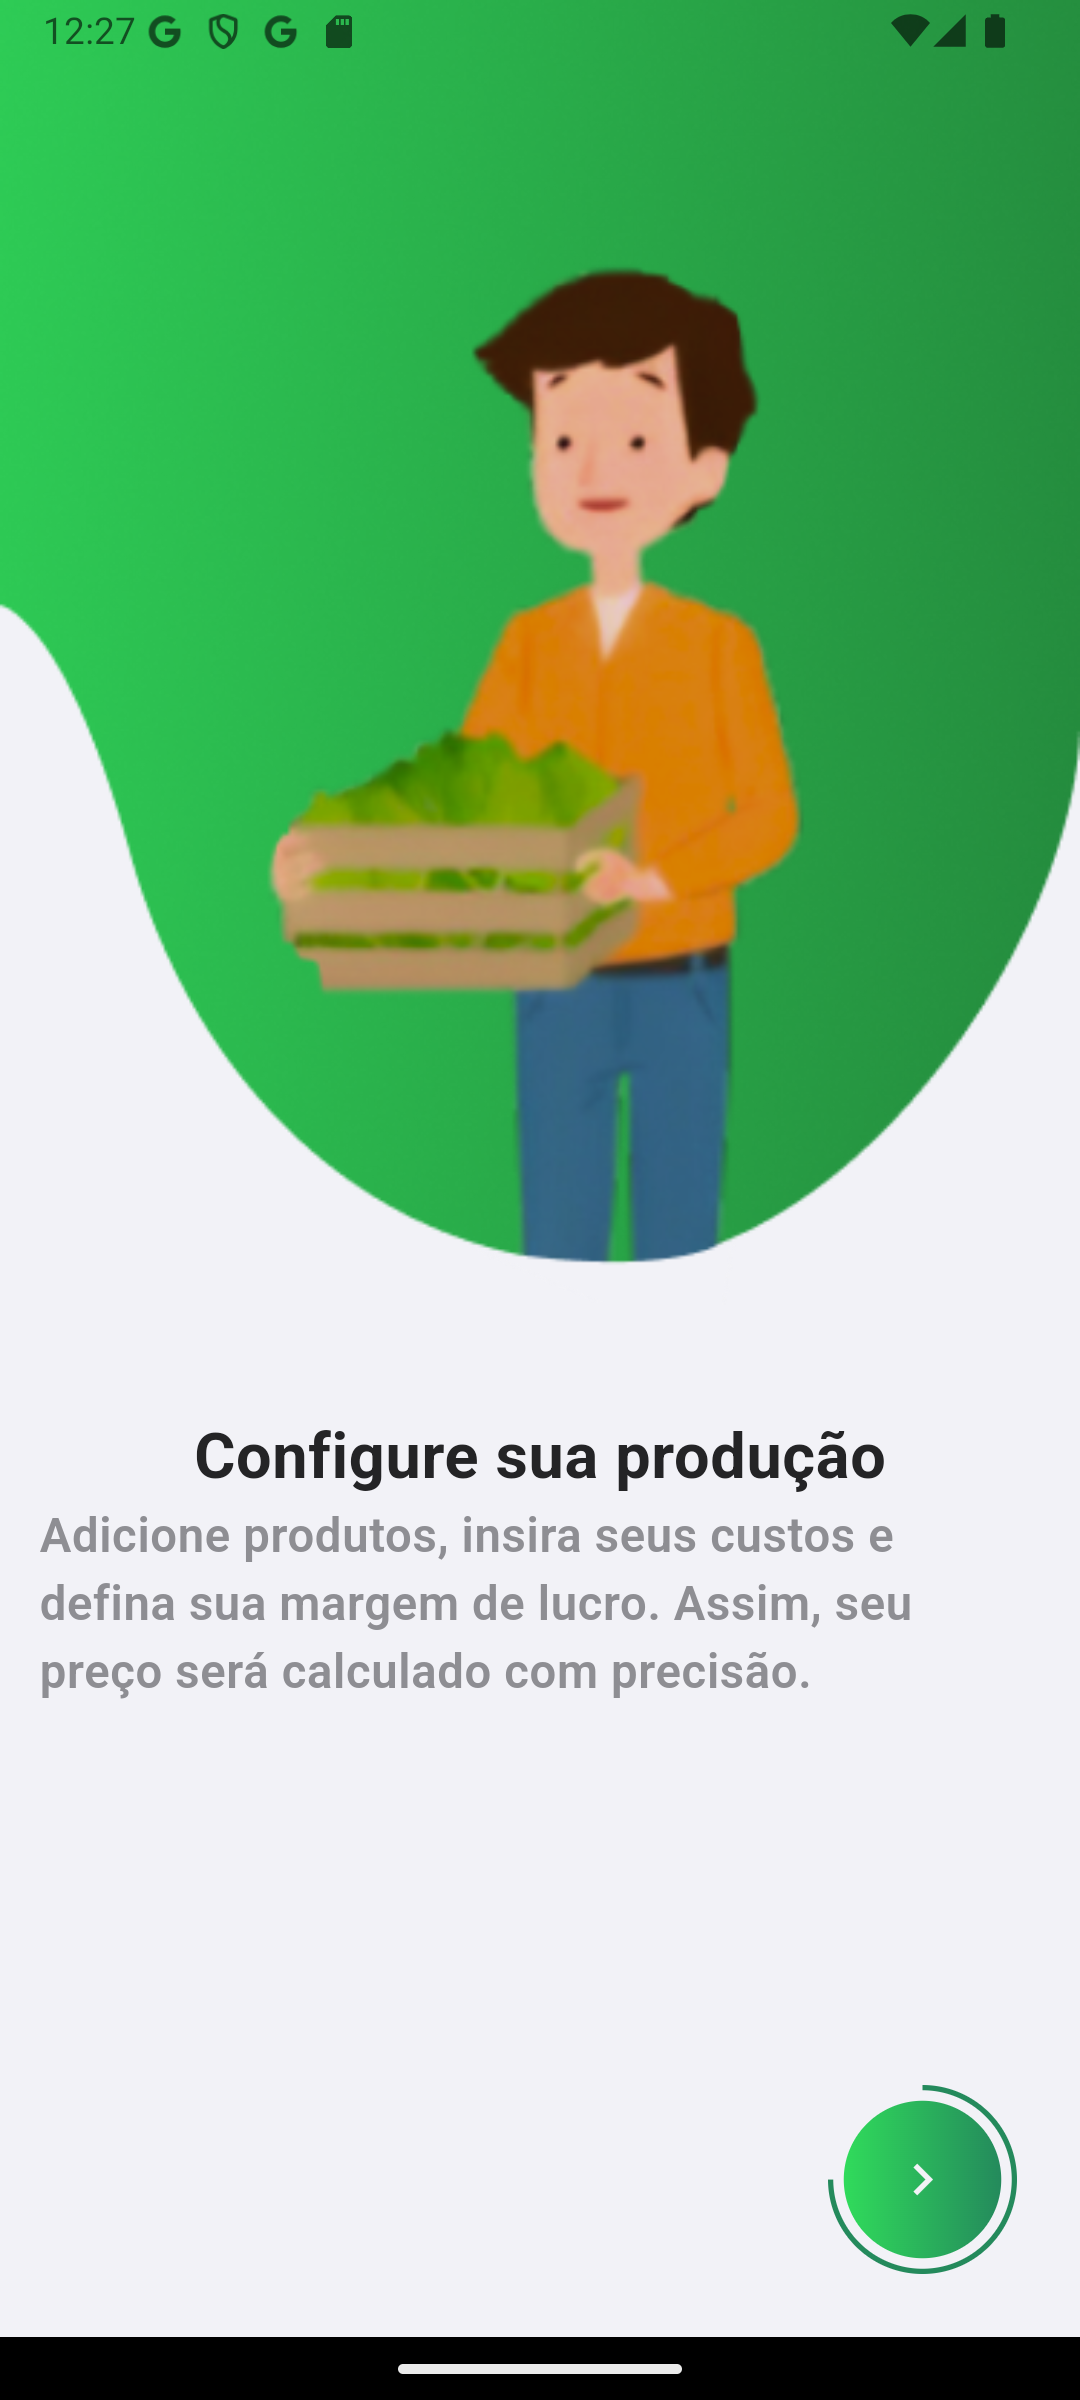 12:27
Configure sua produção
Adicione produtos, insira seus custos e
defina sua margem de lucro. Assim, seu
preço será calculado com precisão.